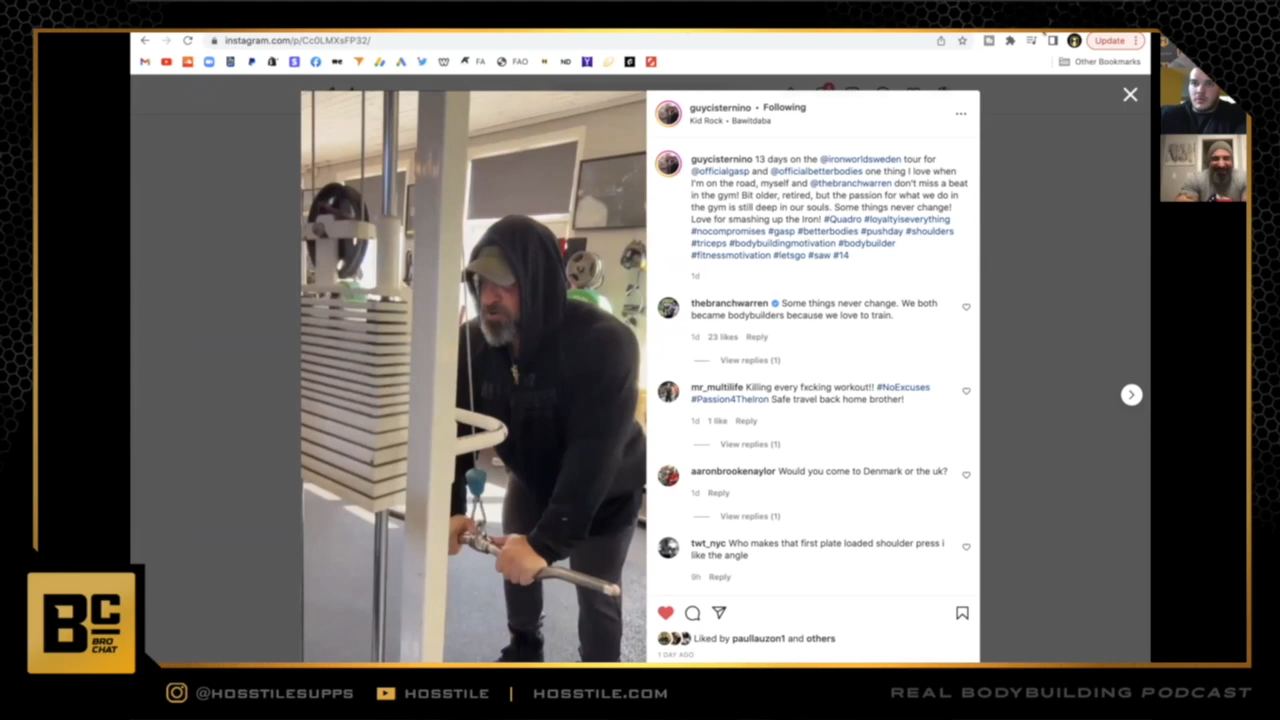 instagram.com/p/Cc0LMXsFP32/
Update
FA
FAO
ND
Other Bookmarks
guycisternino • Following
Kid Rock • Bawitdaba
guycisternino 13 days on the @ironworldsweden tour for
@officialgasp and @officialbetterbodies one thing I love when
I'm on the road, myself and @thebranchwarren don't miss a beat
in the gym! Bit older, retired, but the passion for what we do in
the gym is still deep in our souls. Some things never change!
Love for smashing up the Iron! #Quadro #loyaltyiseverything
#nocompromises #gasp #betterbodies #pushday #shoulders
#triceps #bodybuildingmotivation #bodybuilder
#fitnessmotivation #letsgo #saw #14
1d
thebranchwarren Some things never change. We both
became bodybuilders because we love to train.
1d 23 likes Reply
View replies (1)
mr_multilife Killing every fxcking workout!! #NoExcuses
#Passion4TheIron Safe travel back home brother!
1d 1 like Reply
View replies (1)
aaronbrookenaylor Would you come to Denmark or the uk?
1d Reply
View replies (1)
twt_nyc Who makes that first plate loaded shoulder press i
like the angle
9h Reply
Liked by paullauzon1 and others
1 DAY AGO
BC
BRO
CHAT
@HOSSTILESUPPS HOSSTILE | HOSSTILE.COM
REAL BODYBUILDING PODCAST